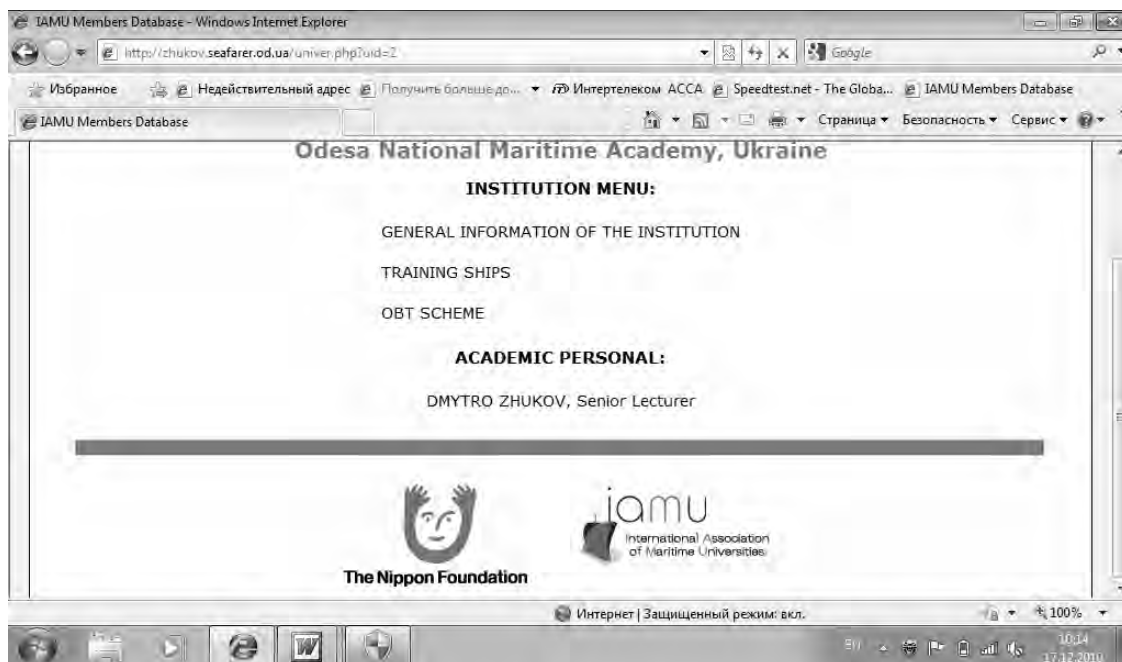 IAMU Members Database - Windows Internet Explorer
http://zhukov.seafarer.od.ua/univer.php?uid=2
Google
Избранное Недействительный адрес Получить больше до... Интертелеком АССА Speedtest.net - The Globa... IAMU Members Database
IAMU Members Database Страница Безопасность Сервис
Odesa National Maritime Academy, Ukraine
INSTITUTION MENU:
GENERAL INFORMATION OF THE INSTITUTION
TRAINING SHIPS
OBT SCHEME
ACADEMIC PERSONAL:
DMYTRO ZHUKOV, Senior Lecturer
iamu
International Association
of Maritime Universities
The Nippon Foundation
Интернет | Защищенный режим: вкл. 100%
EN 10:14
17.12.2010